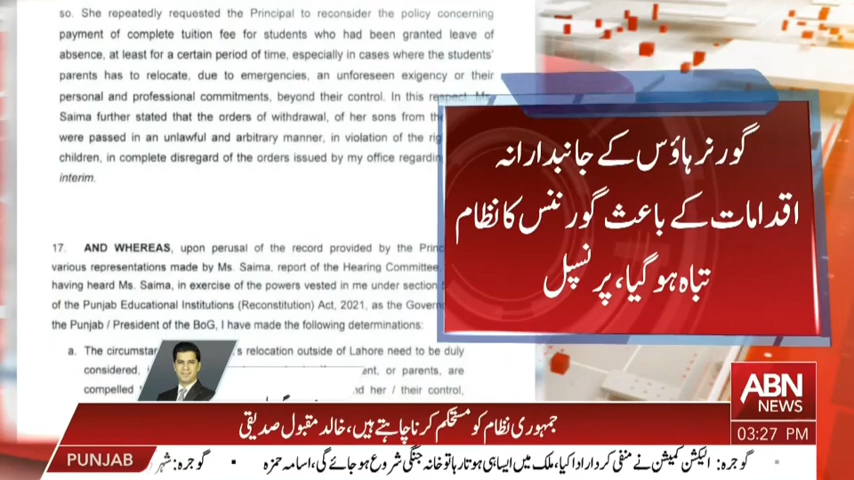 so. She repeatedly requested the Principal to reconsider the policy concerning
payment of complete tuition fee for students who had been granted leave of
absence, at least for a certain period of time, especially in cases where the students'
parents has to relocate, due to emergencies, an unforeseen exigency or their
personal and professional commitments, beyond their control. In this respect, Ms.
Saima further stated that the orders of withdrawal, of her sons from the
were passed in an unlawful and arbitrary manner, in violation of the
children, in complete disregard of the orders issued by my office
interim.
17. AND WHEREAS, upon perusal of the record provided by the
various representations made by Ms. Saima, report of the Hearing Committee,
having heard Ms. Saima, in exercise of the powers vested in me under section
of the Punjab Educational Institutions (Reconstitution) Act, 2021, as the
the Punjab / President of the BoG, I have made the following determinations:
a. The 's relocation outside of Lahore need to be duly
considered, or parents, are
compelled her / their control,
گورنر ہاؤس کے جانبدارانہ
اقدامات کے باعث گورننس کا نظام
تباہ ہو گیا، پرنسپل
جمہوری نظام کو مستحکم کرنا چاہتے ہیں، خالد مقبول صدیقی
ABN
NEWS
03:27 PM
PUNJAB
گوجرہ: الیکشن کمیشن نے منفی کردار ادا کیا، ملک میں ایسا ہی ہوتا رہا تو خانہ جنگی شروع ہو جائے گی، اسامہ حمزہ
گوجرہ: